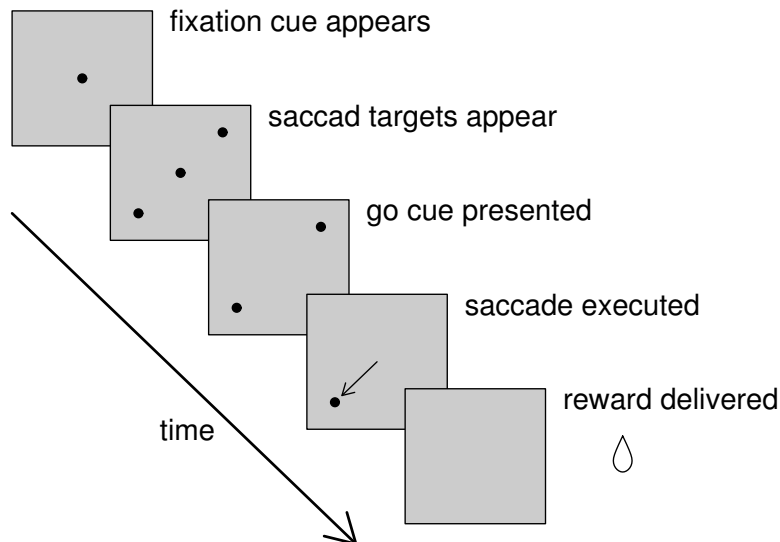 fixation cue appears
saccad targets appear
go cue presented
saccade executed
reward delivered
time